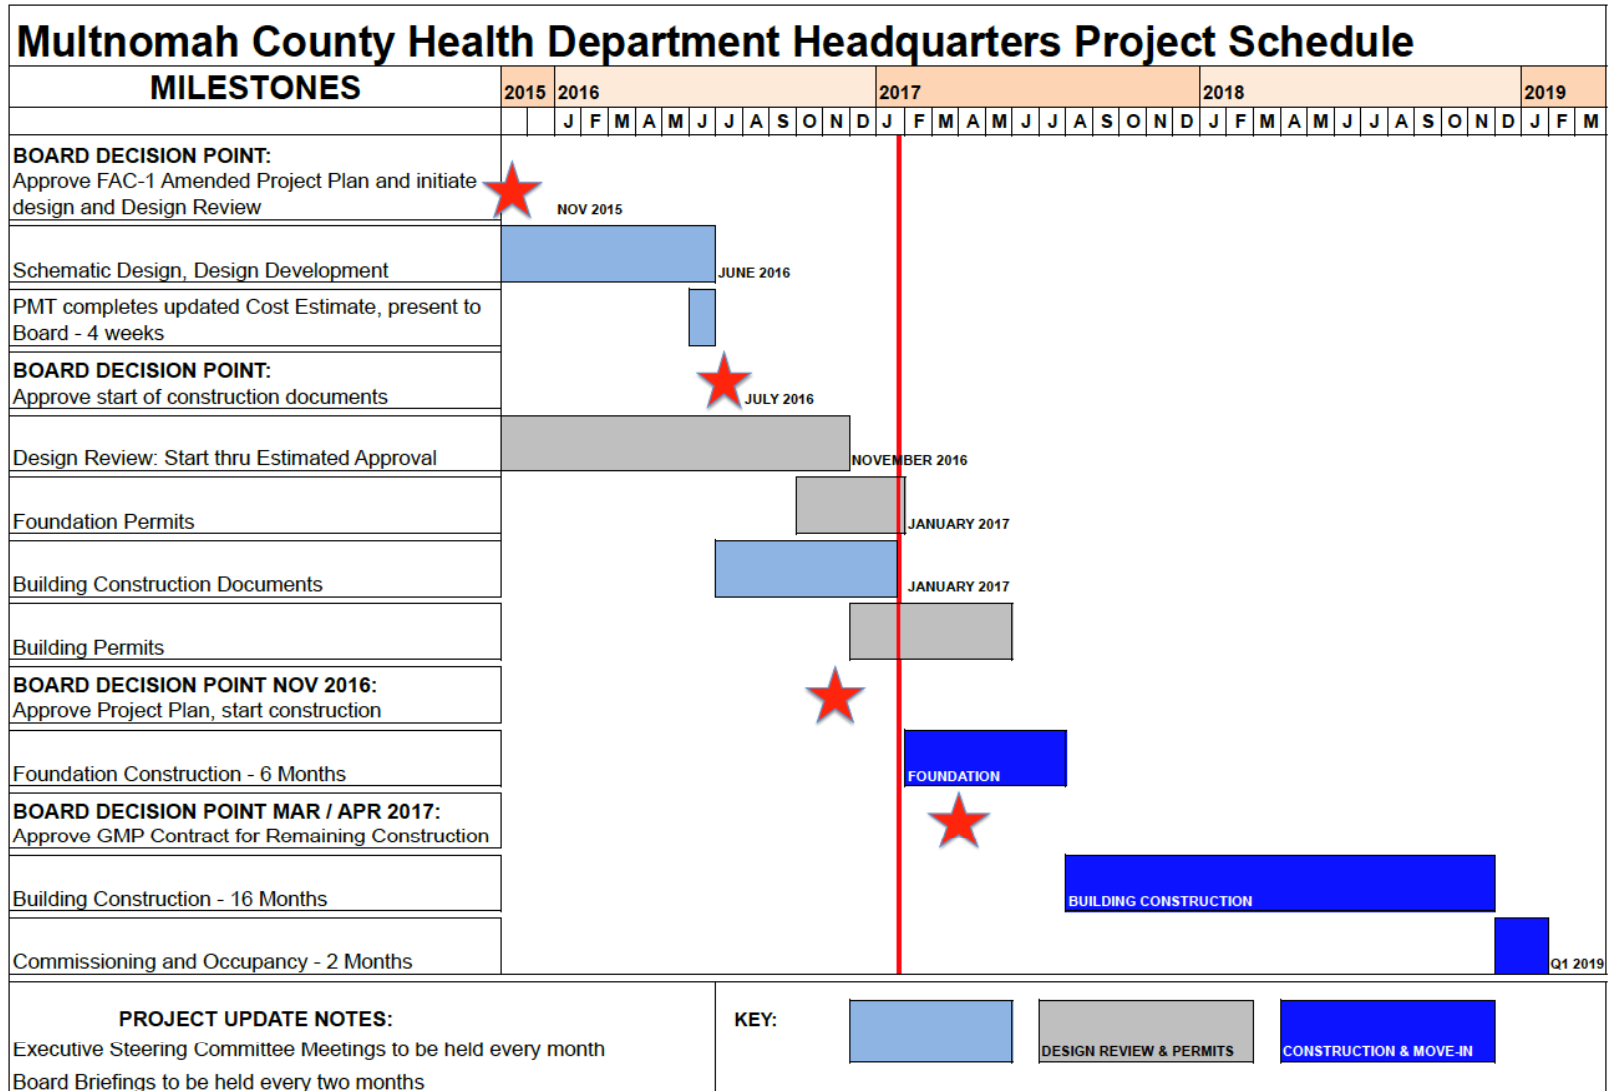 Multnomah County Health Department Headquarters Project Schedule
MILESTONES
2015 2016 2017 2018 2019
J F M A M J J A S O N D J F M A M J J A S O N D J F M A M J J A S O N D J F M
BOARD DECISION POINT:
Approve FAC-1 Amended Project Plan and initiate
design and Design Review
NOV 2015
Schematic Design, Design Development
JUNE 2016
PMT completes updated Cost Estimate, present to
Board - 4 weeks
BOARD DECISION POINT:
Approve start of construction documents
JULY 2016
Design Review: Start thru Estimated Approval
NOVEMBER 2016
Foundation Permits
JANUARY 2017
Building Construction Documents
JANUARY 2017
Building Permits
BOARD DECISION POINT NOV 2016:
Approve Project Plan, start construction
Foundation Construction - 6 Months
FOUNDATION
BOARD DECISION POINT MAR / APR 2017:
Approve GMP Contract for Remaining Construction
Building Construction - 16 Months
BUILDING CONSTRUCTION
Commissioning and Occupancy - 2 Months
Q1 2019
PROJECT UPDATE NOTES:
Executive Steering Committee Meetings to be held every month
Board Briefings to be held every two months
KEY:
DESIGN REVIEW & PERMITS
CONSTRUCTION & MOVE-IN